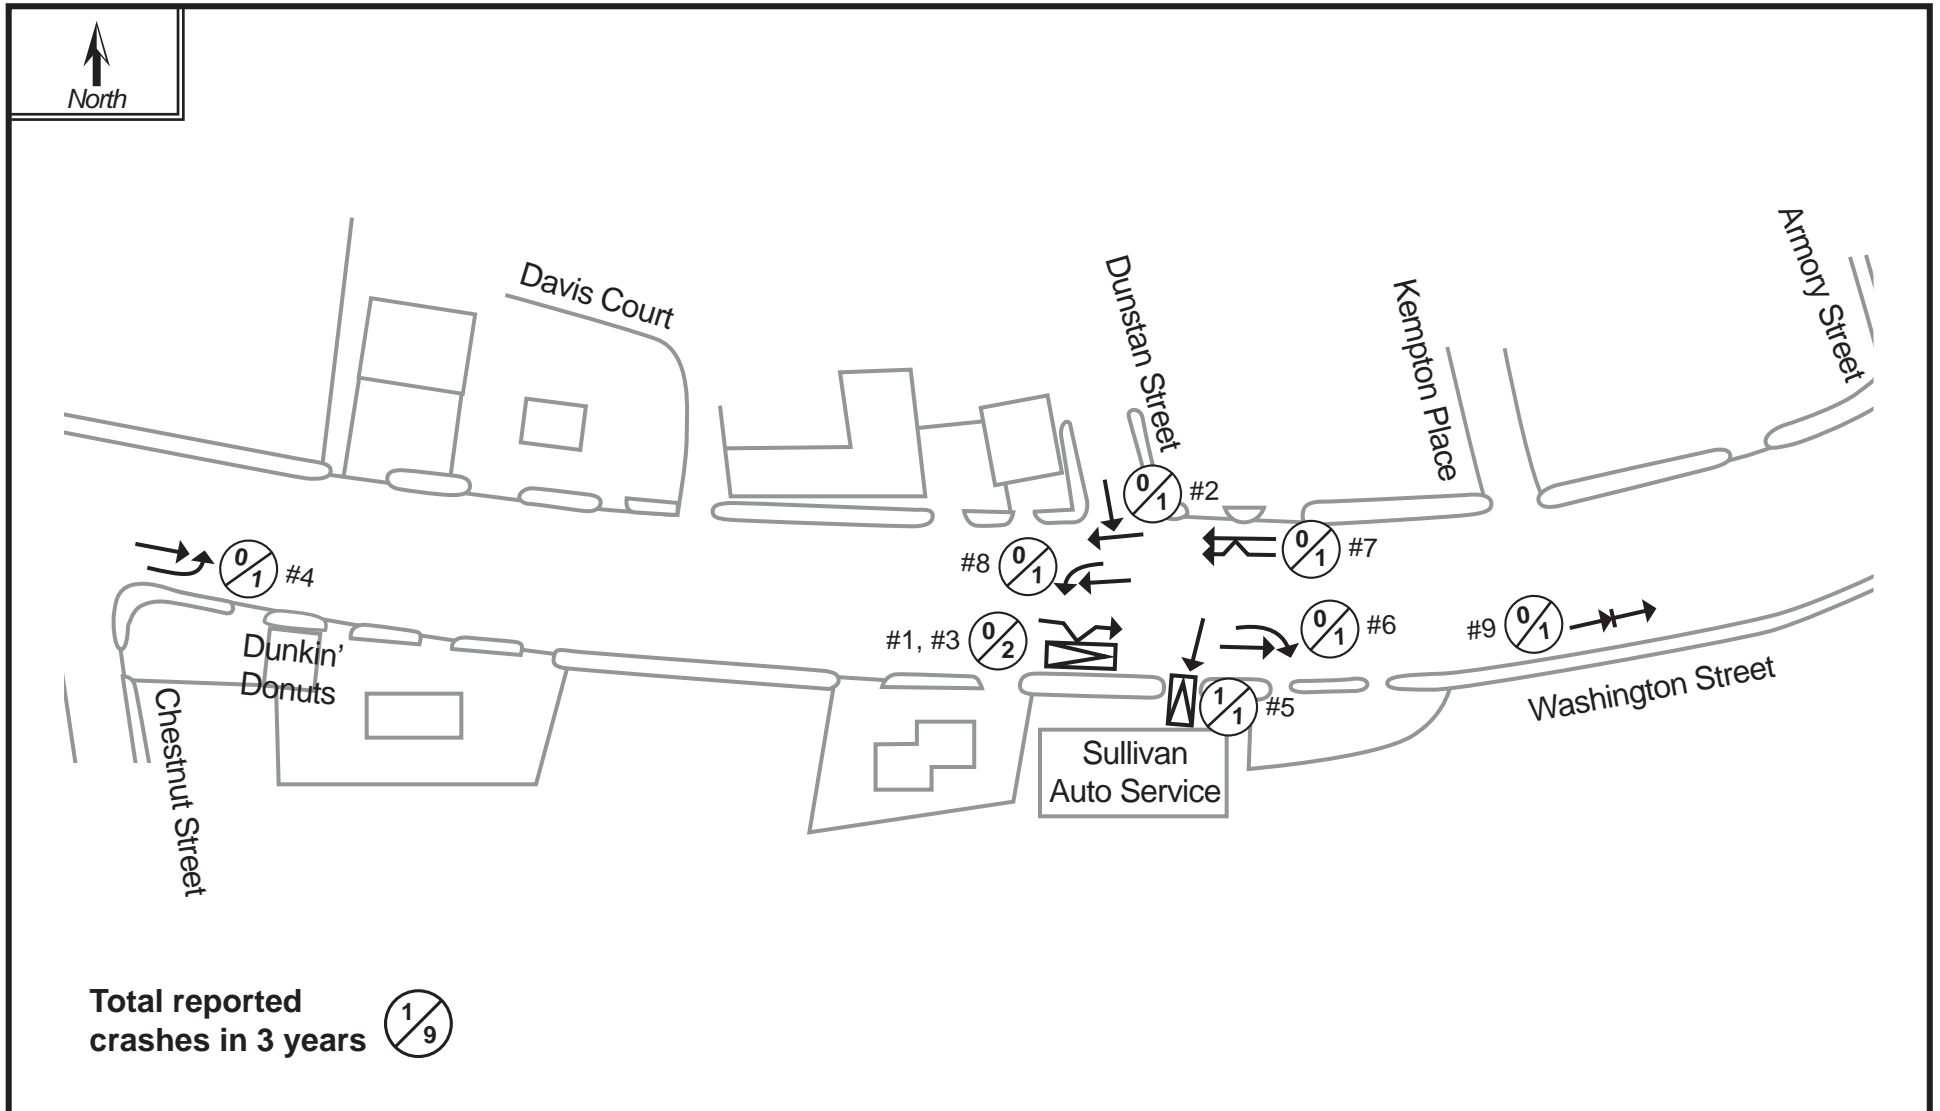 North
Armory Street
Dunstan Street
Davis Court
Kempton Place
0/1 #2
0/1 #7
#8 0/1
0/1 #4
#1, #3 0/2
0/1 #6
#9 0/1
Dunkin’
Donuts
Washington Street
Chestnut Street
1/1 #5
Sullivan
Auto Service
Total reported
crashes in 3 years 1/9